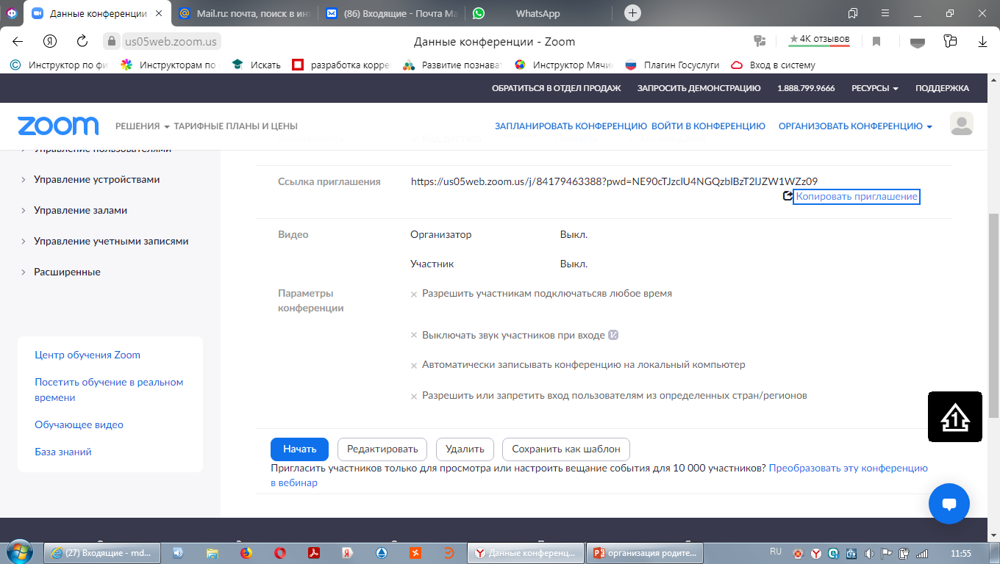 Данные конференции
Mail.ru: почта, поиск в инт
(86) Входящие - Почта Ma
WhatsApp
us05web.zoom.us
Данные конференции - Zoom
4K отзывов
Инструктор по фи
Инструкторам по
Искать
разработка корре
Развитие познава
Инструктор Мячи
Плагин Госуслуги
Вход в систему
ОБРАТИТЬСЯ В ОТДЕЛ ПРОДАЖ
ЗАПРОСИТЬ ДЕМОНСТРАЦИЮ
1.888.799.9666
РЕСУРСЫ
ПОДДЕРЖКА
zoom
РЕШЕНИЯ
ТАРИФНЫЕ ПЛАНЫ И ЦЕНЫ
ЗАПЛАНИРОВАТЬ КОНФЕРЕНЦИЮ
ВОЙТИ В КОНФЕРЕНЦИЮ
ОРГАНИЗОВАТЬ КОНФЕРЕНЦИЮ
Управление пользователями
Управление устройствами
Управление залами
Управление учетными записями
Расширенные
Центр обучения Zoom
Посетить обучение в реальном
времени
Обучающее видео
База знаний
Ссылка приглашения
https://us05web.zoom.us/j/84179463388?pwd=NE90cTJzclU4NGQzblBzT2lJZW1WZz09
Копировать приглашение
Видео
Организатор
Выкл.
Участник
Выкл.
Параметры
конференции
Разрешить участникам подключатьсяв любое время
Выключать звук участников при входе
Автоматически записывать конференцию на локальный компьютер
Разрешить или запретить вход пользователям из определенных стран/регионов
Начать
Редактировать
Удалить
Сохранить как шаблон
Пригласить участников только для просмотра или настроить вещание события для 10 000 участников? Преобразовать эту конференцию
в вебинар
1
(27) Входящие - md...
Данные конференц...
организация родите...
RU
11:55